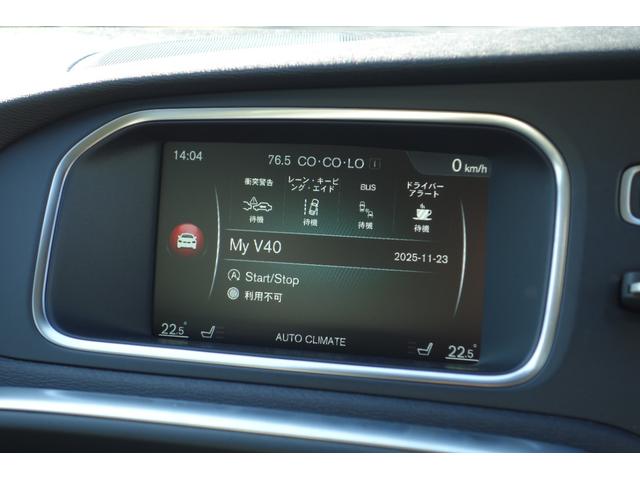 14:04
76.5 CO·CO·LO i
0 km/h
衝突警告
待機
レーン・キーピ
ング・エイド
待機
BLIS
待機
ドライバー
アラート
待機
My V40
2025-11-23
A Start/Stop
利用不可
22.5°
AUTO CLIMATE
22.5°